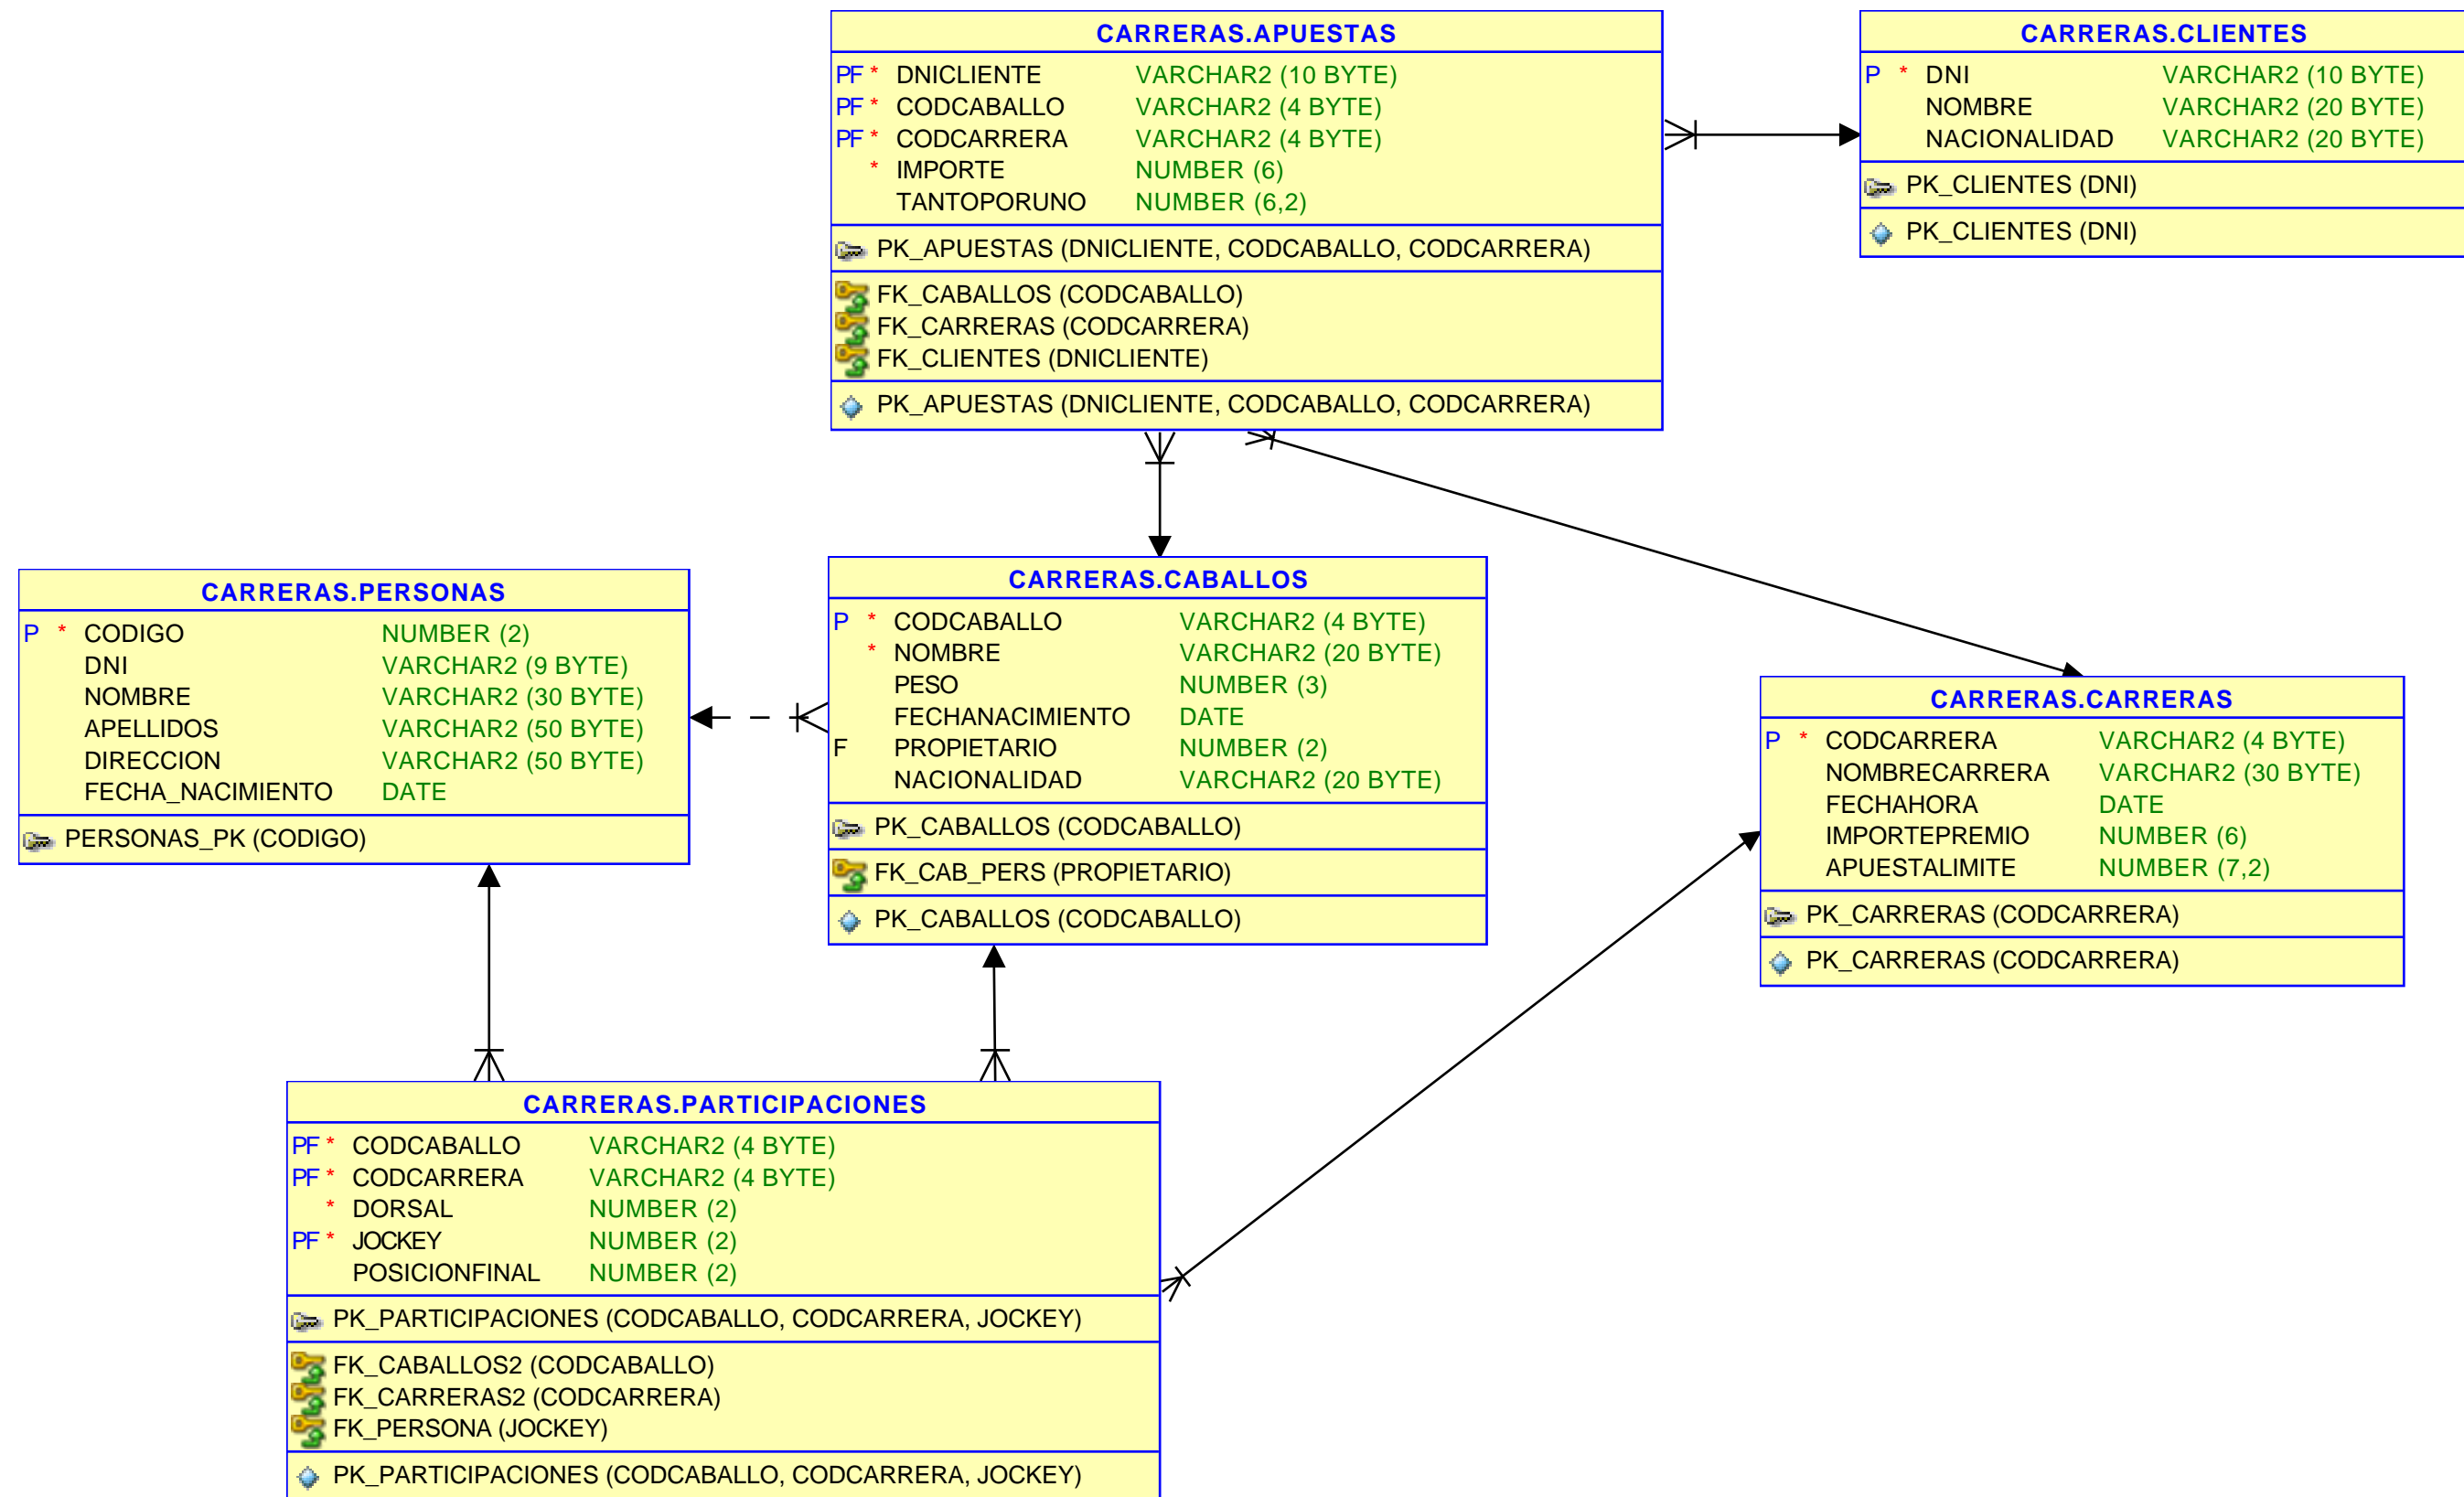 CARRERAS.APUESTAS
PF * DNICLIENTE VARCHAR2 (10 BYTE)
PF * CODCABALLO VARCHAR2 (4 BYTE)
PF * CODCARRERA VARCHAR2 (4 BYTE)
* IMPORTE NUMBER (6)
TANTOPORUNO NUMBER (6,2)
PK_APUESTAS (DNICLIENTE, CODCABALLO, CODCARRERA)
FK_CABALLOS (CODCABALLO)
FK_CARRERAS (CODCARRERA)
FK_CLIENTES (DNICLIENTE)
PK_APUESTAS (DNICLIENTE, CODCABALLO, CODCARRERA)
CARRERAS.CLIENTES
P * DNI VARCHAR2 (10 BYTE)
NOMBRE VARCHAR2 (20 BYTE)
NACIONALIDAD VARCHAR2 (20 BYTE)
PK_CLIENTES (DNI)
PK_CLIENTES (DNI)
CARRERAS.PERSONAS
P * CODIGO NUMBER (2)
DNI VARCHAR2 (9 BYTE)
NOMBRE VARCHAR2 (30 BYTE)
APELLIDOS VARCHAR2 (50 BYTE)
DIRECCION VARCHAR2 (50 BYTE)
FECHA_NACIMIENTO DATE
PERSONAS_PK (CODIGO)
CARRERAS.CABALLOS
P * CODCABALLO VARCHAR2 (4 BYTE)
* NOMBRE VARCHAR2 (20 BYTE)
PESO NUMBER (3)
FECHANACIMIENTO DATE
F PROPIETARIO NUMBER (2)
NACIONALIDAD VARCHAR2 (20 BYTE)
PK_CABALLOS (CODCABALLO)
FK_CAB_PERS (PROPIETARIO)
PK_CABALLOS (CODCABALLO)
CARRERAS.CARRERAS
P * CODCARRERA VARCHAR2 (4 BYTE)
NOMBRECARRERA VARCHAR2 (30 BYTE)
FECHAHORA DATE
IMPORTEPREMIO NUMBER (6)
APUESTALIMITE NUMBER (7,2)
PK_CARRERAS (CODCARRERA)
PK_CARRERAS (CODCARRERA)
CARRERAS.PARTICIPACIONES
PF * CODCABALLO VARCHAR2 (4 BYTE)
PF * CODCARRERA VARCHAR2 (4 BYTE)
* DORSAL NUMBER (2)
PF * JOCKEY NUMBER (2)
POSICIONFINAL NUMBER (2)
PK_PARTICIPACIONES (CODCABALLO, CODCARRERA, JOCKEY)
FK_CABALLOS2 (CODCABALLO)
FK_CARRERAS2 (CODCARRERA)
FK_PERSONA (JOCKEY)
PK_PARTICIPACIONES (CODCABALLO, CODCARRERA, JOCKEY)